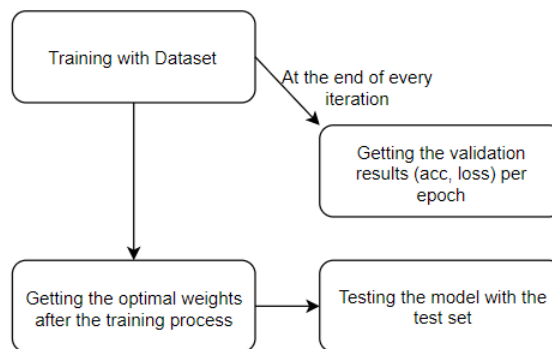 Training with Dataset
At the end of every
iteration
Getting the validation
results (acc, loss) per
epoch
Getting the optimal weights
after the training process
Testing the model with the
test set